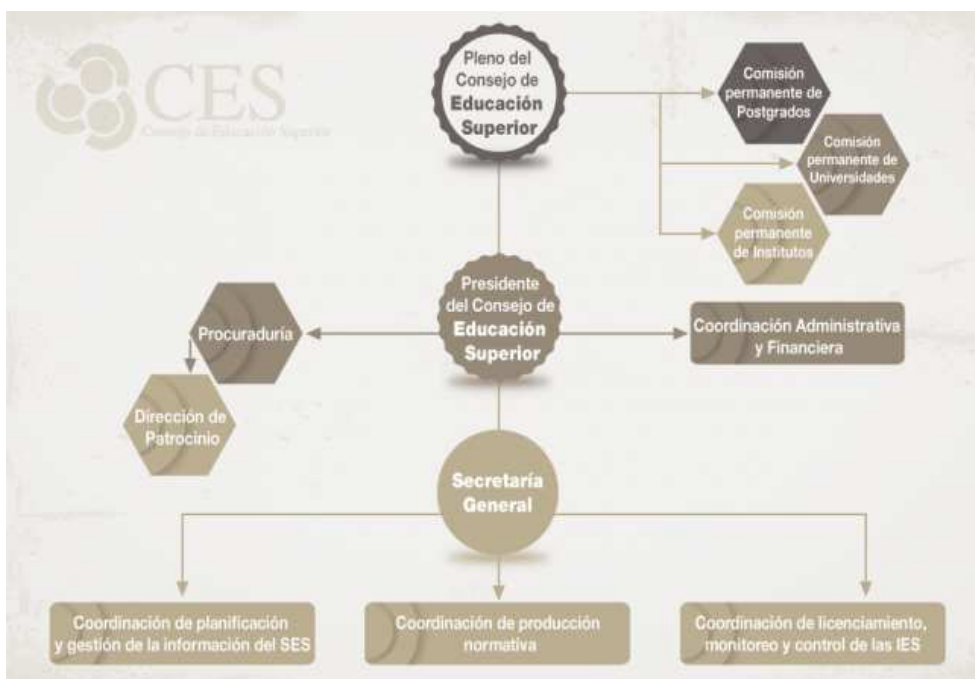 CES
Consejo de Educación Superior
Pleno del
Consejo de
Educación
Superior
Comisión
permanente de
Postgrados
Comisión
permanente de
Universidades
Comisión
permanente
de Institutos
Presidente
del Consejo de
Educación
Superior
Procuraduría
Coordinación Administrativa
y Financiera
Dirección de
Patrocinio
Secretaría
General
Coordinación de planificación
y gestión de la información del SES
Coordinación de producción
normativa
Coordinación de licenciamiento,
monitoreo y control de las IES